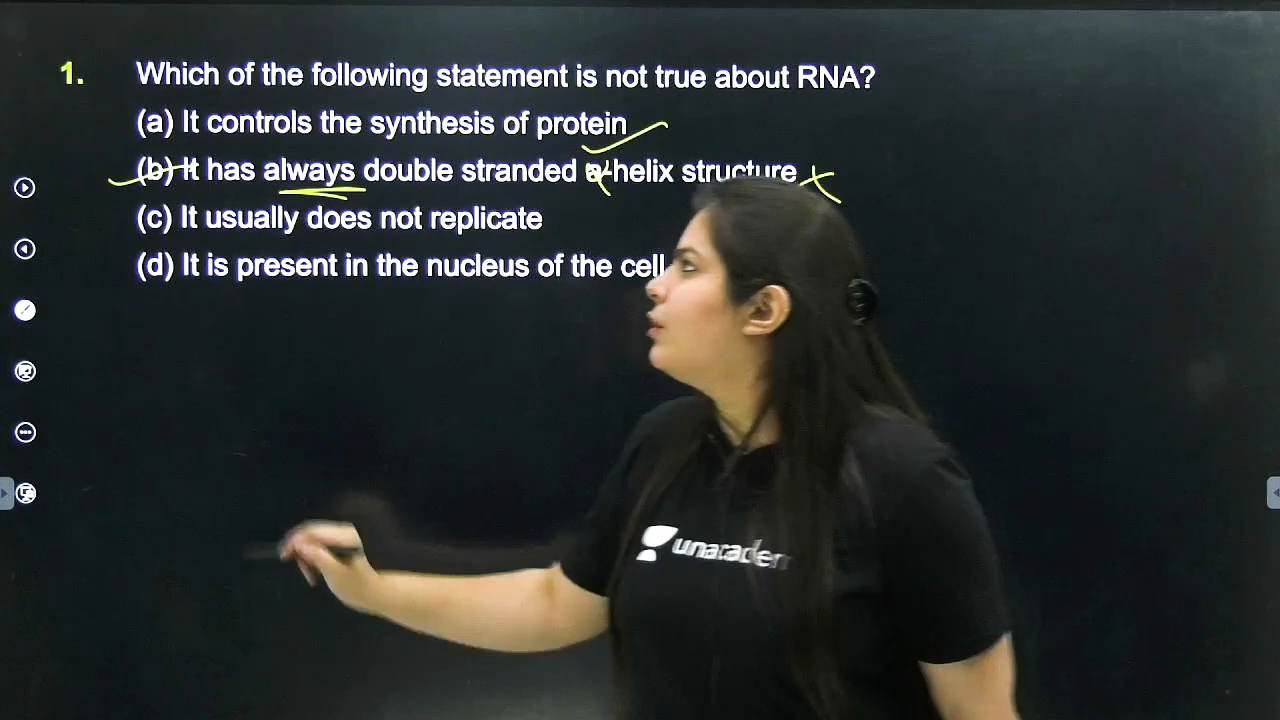 1. Which of the following statement is not true about RNA?
(a) It controls the synthesis of protein
(b) It has always double stranded α-helix structure
(c) It usually does not replicate
(d) It is present in the nucleus of the cell
unacadem